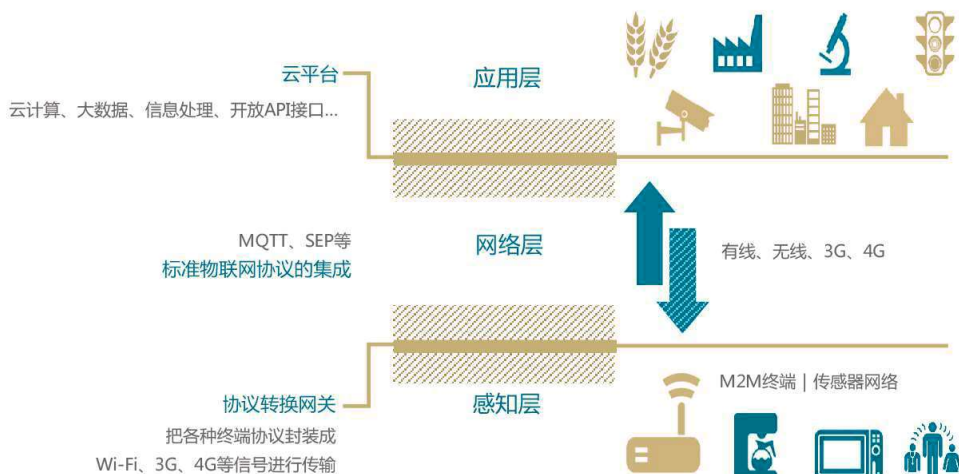 云平台
应用层
云计算、大数据、信息处理、开放API接口...
MQTT、SEP等
标准物联网协议的集成
网络层
有线、无线、3G、4G
M2M终端 | 传感器网络
协议转换网关
感知层
把各种终端协议封装成
Wi-Fi、3G、4G等信号进行传输